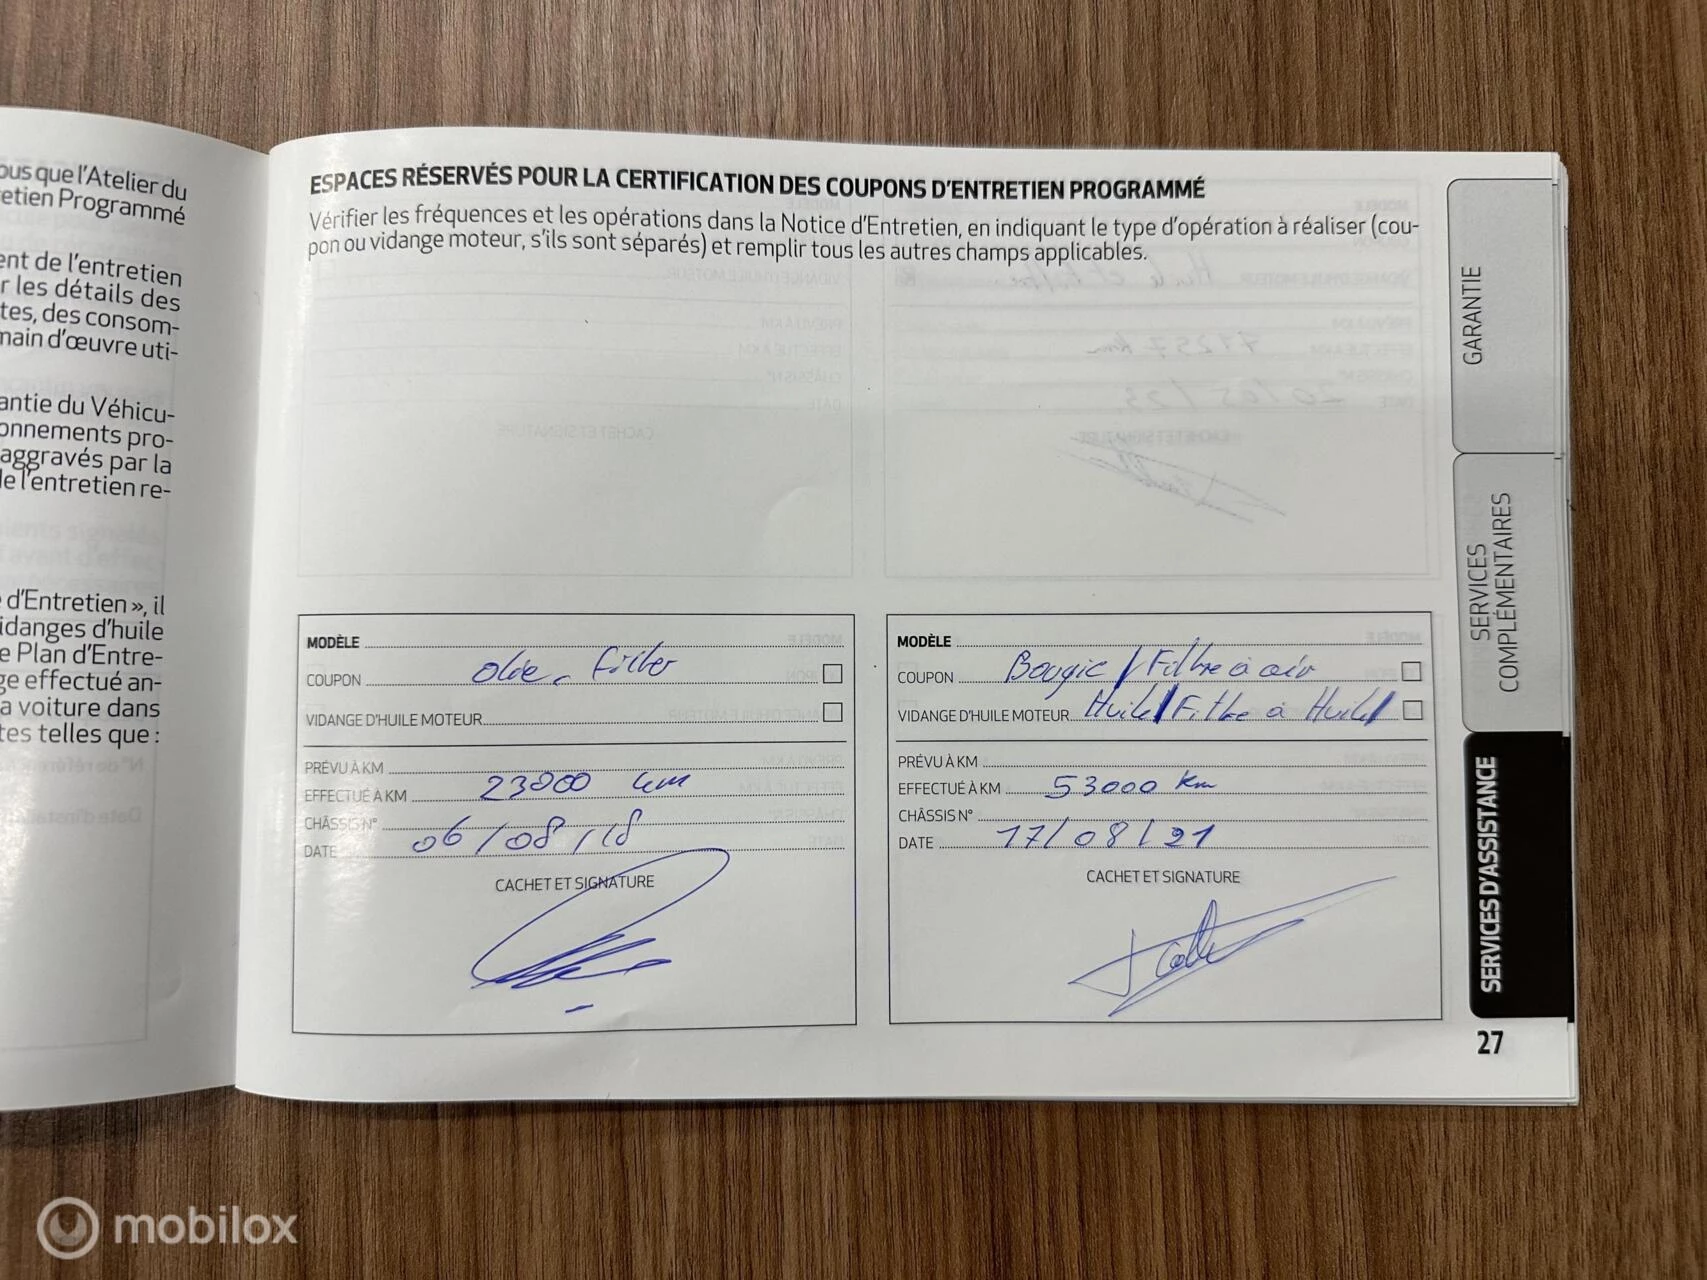 ous que l'Atelier du
retien Programmé
ent de l'entretien
r les détails des
tes, des consom-
main d'œuvre uti-
antie du Véhicu-
onnements pro-
aggravés par la
de l'entretien re-
d'Entretien », il
idanges d'huile
e Plan d'Entre-
ge effectué an-
a voiture dans
tes telles que :
ESPACES RÉSERVÉS POUR LA CERTIFICATION DES COUPONS D'ENTRETIEN PROGRAMMÉ
Vérifier les fréquences et les opérations dans la Notice d'Entretien, en indiquant le type d'opération à réaliser (cou-
pon ou vidange moteur, s'ils sont séparés) et remplir tous les autres champs applicables.
MODÈLE
COUPON Olie - filter
VIDANGE D'HUILE MOTEUR
PRÉVU À KM
EFFECTUÉ À KM 23000 km
CHÂSSIS N°
DATE 06/08/18
CACHET ET SIGNATURE
MODÈLE
COUPON Bougie / Filtre à air
VIDANGE D'HUILE MOTEUR Huile / Filtre à Huile
PRÉVU À KM
EFFECTUÉ À KM 53000 km
CHÂSSIS N°
DATE 17/08/21
CACHET ET SIGNATURE
GARANTIE
SERVICES
COMPLÉMENTAIRES
SERVICES D'ASSISTANCE
27
mobilox